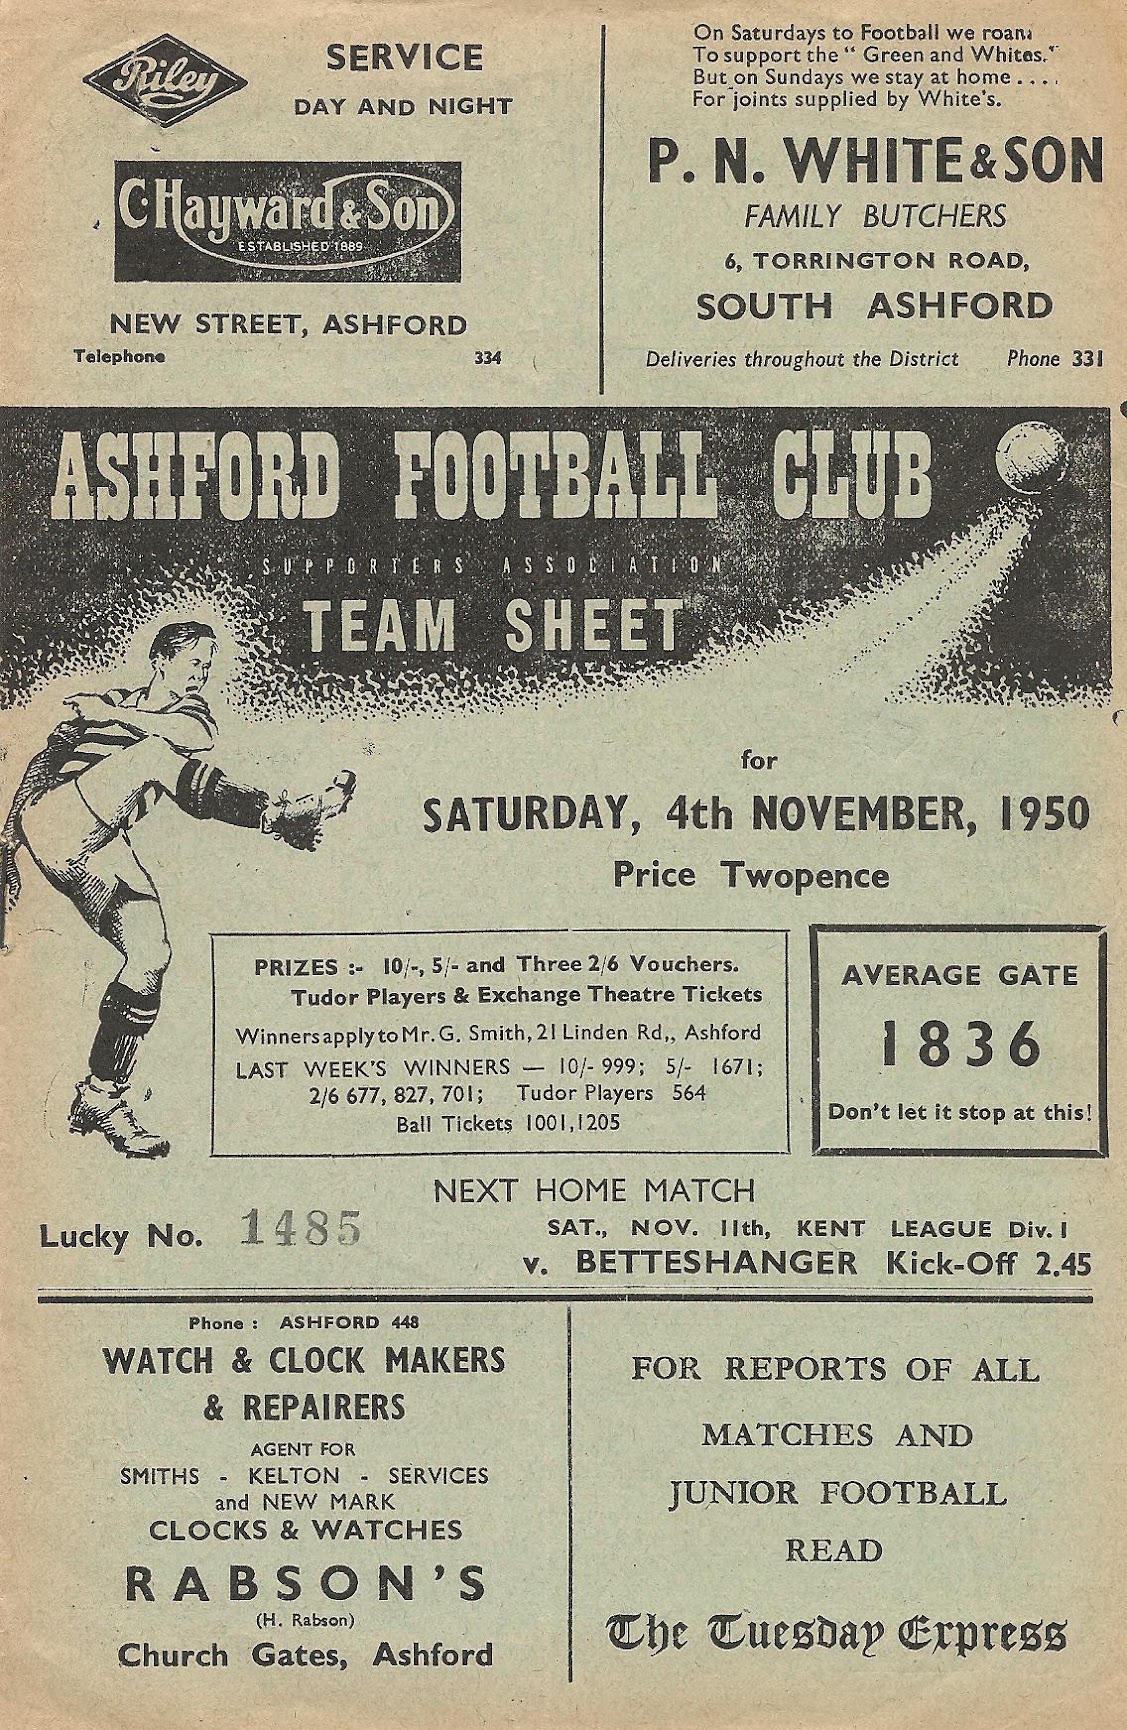 Riley
SERVICE
DAY AND NIGHT
C. Hayward & Son
ESTABLISHED 1889
NEW STREET, ASHFORD
Telephone 334
On Saturdays to Football we roam
To support the "Green and Whites."
But on Sundays we stay at home ....
For joints supplied by White's.
P. N. WHITE & SON
FAMILY BUTCHERS
6, TORRINGTON ROAD,
SOUTH ASHFORD
Deliveries throughout the District Phone 331
ASHFORD FOOTBALL CLUB
SUPPORTERS ASSOCIATION
TEAM SHEET
for
SATURDAY, 4th NOVEMBER, 1950
Price Twopence
PRIZES :- 10/-, 5/- and Three 2/6 Vouchers.
Tudor Players & Exchange Theatre Tickets
Winners apply to Mr. G. Smith, 21 Linden Rd,, Ashford
LAST WEEK'S WINNERS — 10/- 999; 5/- 1671;
2/6 677, 827, 701; Tudor Players 564
Ball Tickets 1001,1205
AVERAGE GATE
1836
Don't let it stop at this!
NEXT HOME MATCH
Lucky No. 1485
SAT., NOV. 11th, KENT LEAGUE Div. 1
v. BETTESHANGER Kick-Off 2.45
Phone : ASHFORD 448
WATCH & CLOCK MAKERS
& REPAIRERS
AGENT FOR
SMITHS - KELTON - SERVICES
and NEW MARK
CLOCKS & WATCHES
RABSON'S
(H. Rabson)
Church Gates, Ashford
FOR REPORTS OF ALL
MATCHES AND
JUNIOR FOOTBALL
READ
The Tuesday Express